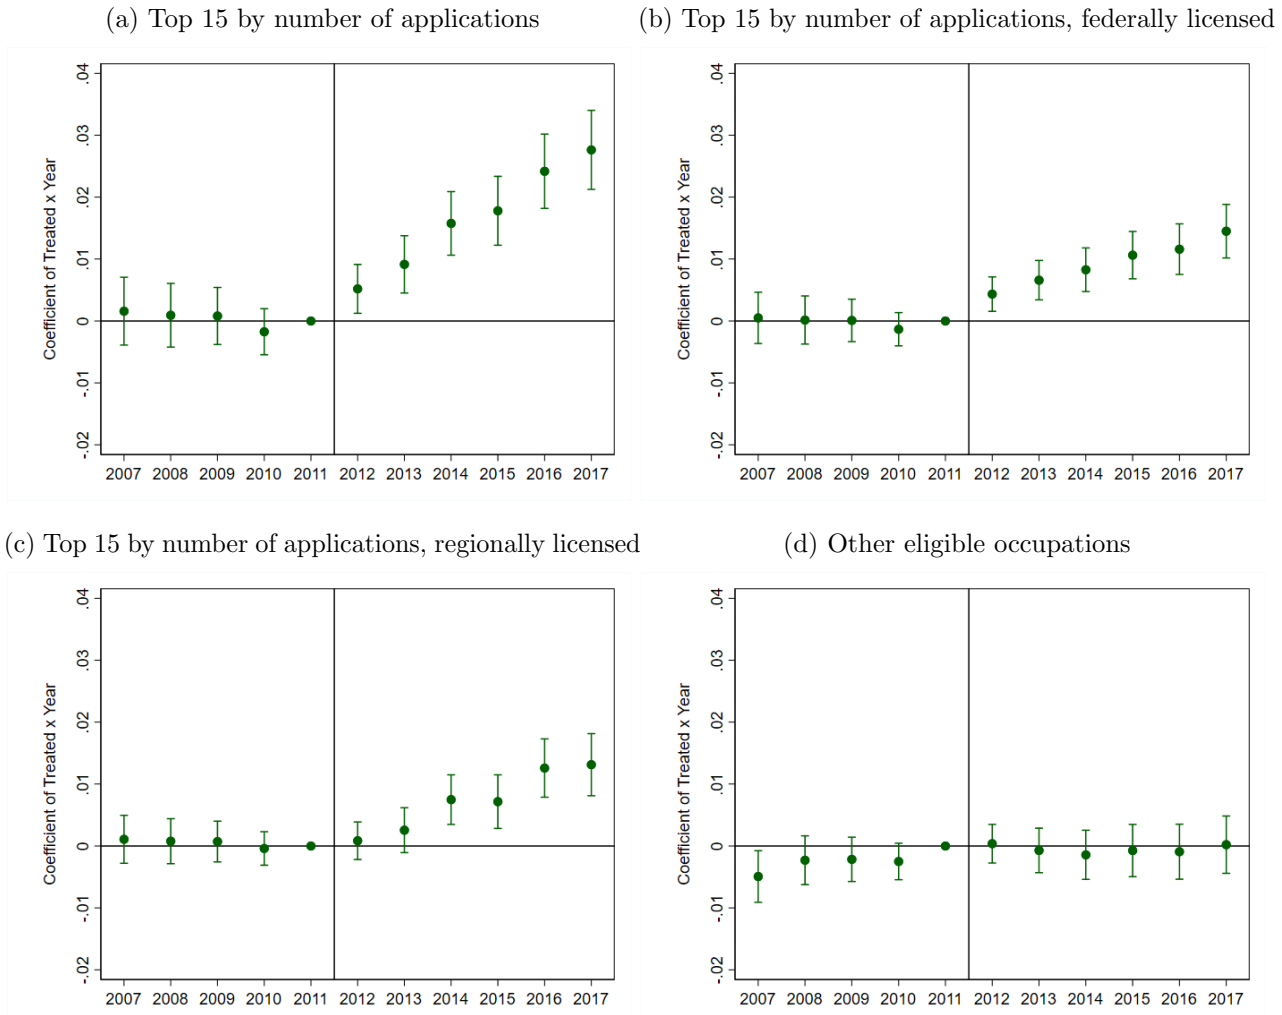 (a) Top 15 by number of applications
Coefficient of Treated x Year
.04
.03
.02
.01
0
-.01
-.02
2007 2008 2009 2010 2011 2012 2013 2014 2015 2016 2017
(b) Top 15 by number of applications, federally licensed
Coefficient of Treated x Year
.04
.03
.02
.01
0
-.01
-.02
2007 2008 2009 2010 2011 2012 2013 2014 2015 2016 2017
(c) Top 15 by number of applications, regionally licensed
Coefficient of Treated x Year
.04
.03
.02
.01
0
-.01
-.02
2007 2008 2009 2010 2011 2012 2013 2014 2015 2016 2017
(d) Other eligible occupations
Coefficient of Treated x Year
.04
.03
.02
.01
0
-.01
-.02
2007 2008 2009 2010 2011 2012 2013 2014 2015 2016 2017